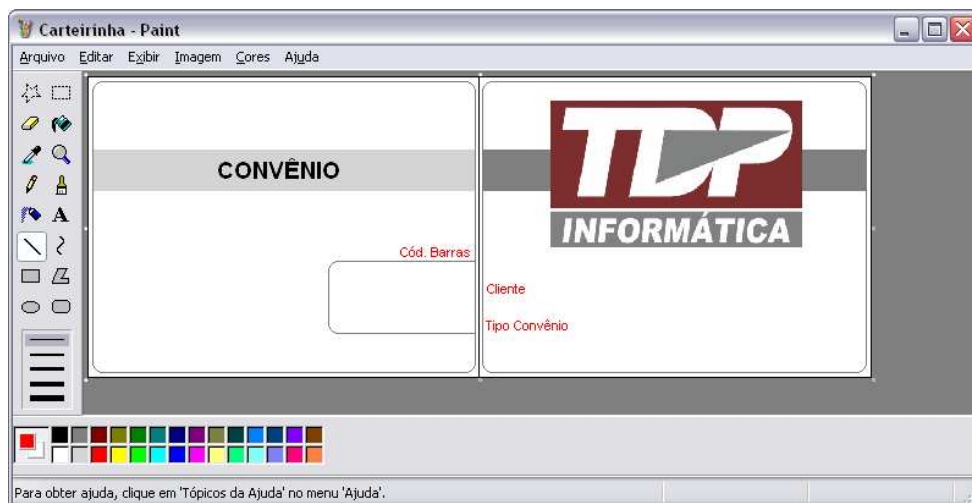 Carteirinha - Paint
Arquivo Editar Exibir Imagem Cores Ajuda
CONVÊNIO
Cód. Barras
TDP
INFORMÁTICA
Cliente
Tipo Convênio
A
Para obter ajuda, clique em 'Tópicos da Ajuda' no menu 'Ajuda'.